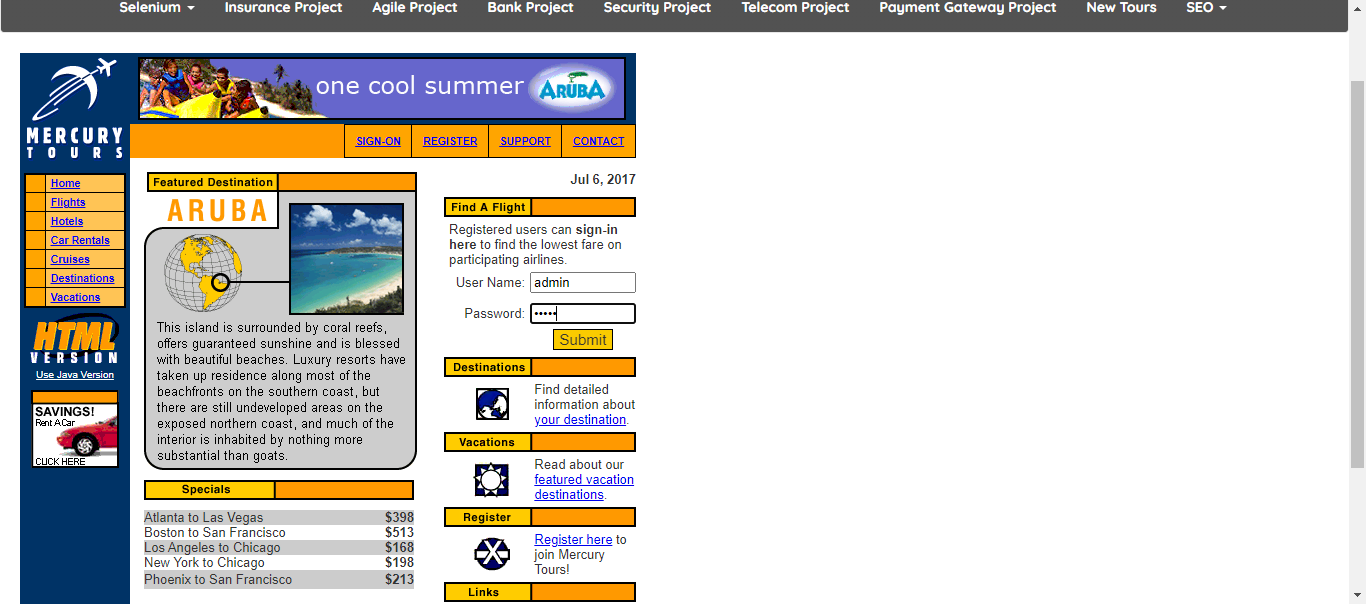 Selenium Insurance Project Agile Project Bank Project Security Project Telecom Project Payment Gateway Project New Tours SEO
one cool summer ARUBA
MERCURY
TOURS
SIGN-ON REGISTER SUPPORT CONTACT
Home
Flights
Hotels
Car Rentals
Cruises
Destinations
Vacations
HTML
VERSION
Use Java Version
SAVINGS!
Rent A Car
CLICK HERE
Featured Destination
ARUBA
This island is surrounded by coral reefs,
offers guaranteed sunshine and is blessed
with beautiful beaches. Luxury resorts have
taken up residence along most of the
beachfronts on the southern coast, but
there are still undeveloped areas on the
exposed northern coast, and much of the
interior is inhabited by nothing more
substantial than goats.
Specials
Atlanta to Las Vegas $398
Boston to San Francisco $513
Los Angeles to Chicago $168
New York to Chicago $198
Phoenix to San Francisco $213
Jul 6, 2017
Find A Flight
Registered users can sign-in
here to find the lowest fare on
participating airlines.
User Name: admin
Password: •••••
Submit
Destinations
Find detailed
information about
your destination.
Vacations
Read about our
featured vacation
destinations.
Register
Register here to
join Mercury
Tours!
Links